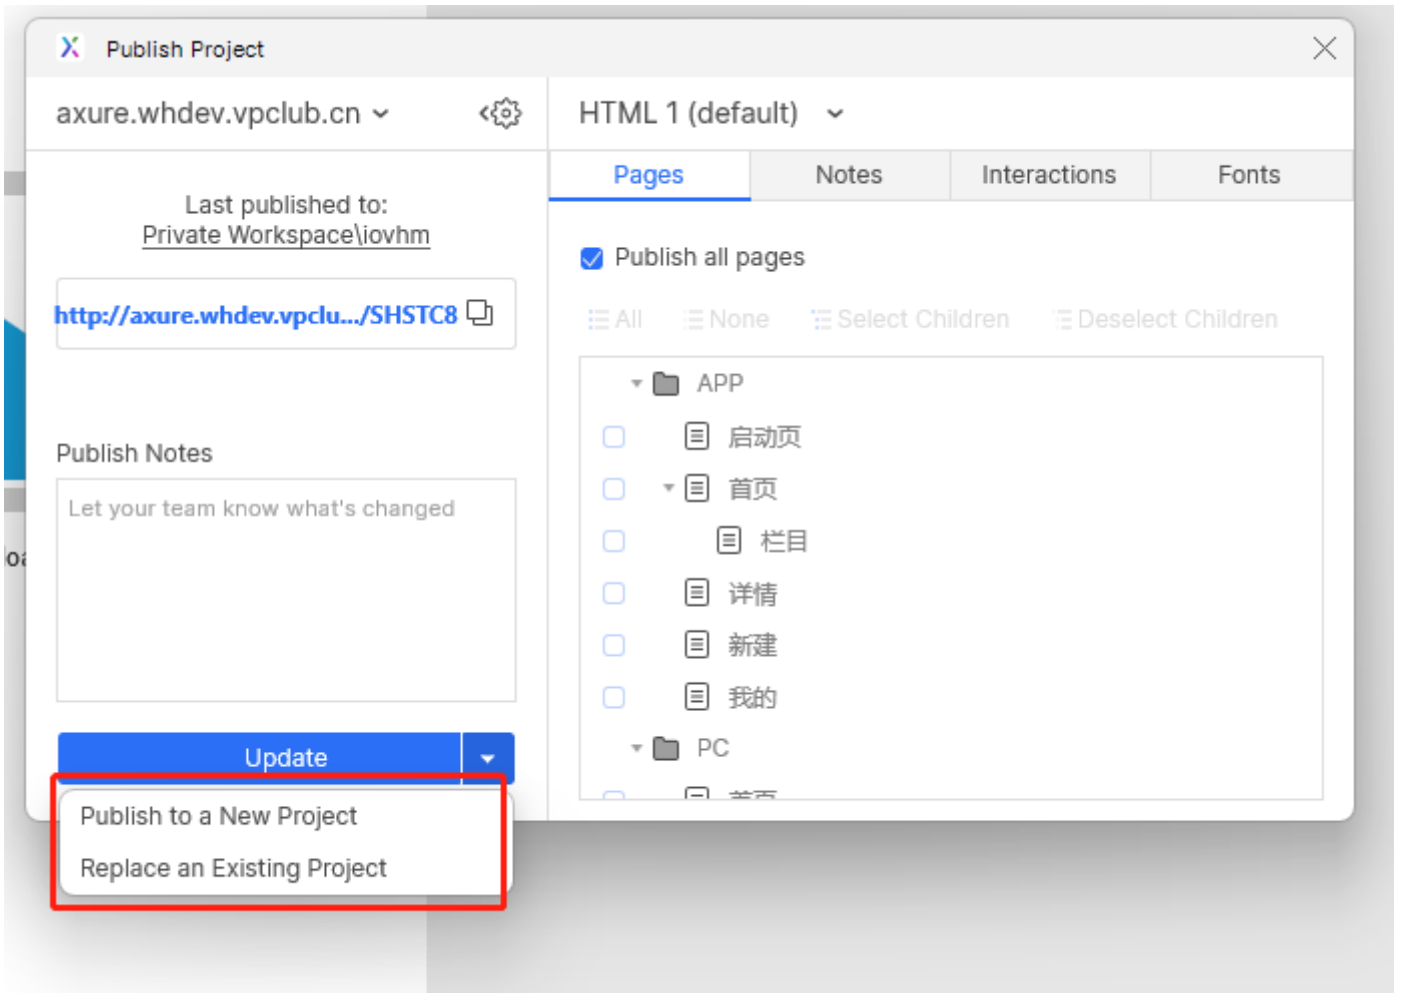 Publish Project
axure.whdev.vpclub.cn
HTML 1 (default)
Pages
Notes
Interactions
Fonts
Last published to:
Private Workspace\iovhm
http://axure.whdev.vpclu.../SHSTC8
Publish Notes
Let your team know what's changed
Update
Publish to a New Project
Replace an Existing Project
Publish all pages
All
None
Select Children
Deselect Children
APP
启动页
首页
栏目
详情
新建
我的
PC